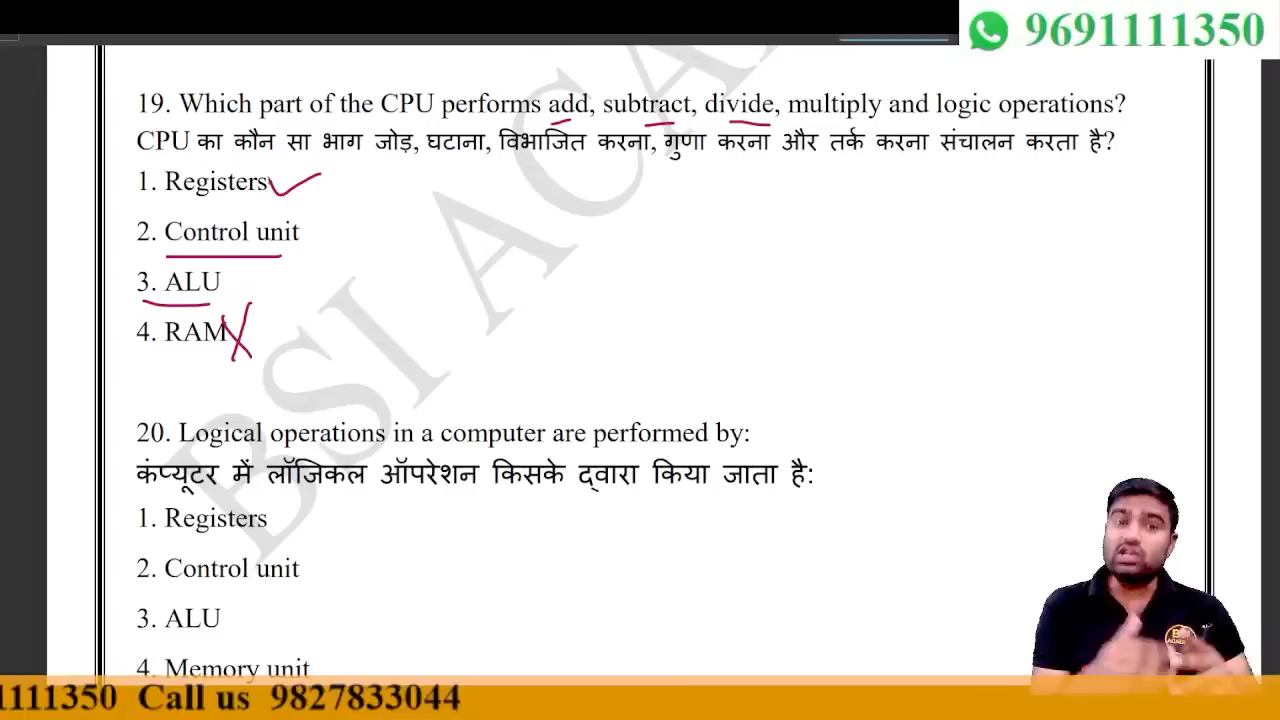 9691111350
19. Which part of the CPU performs add, subtract, divide, multiply and logic operations?
CPU का कौन सा भाग जोड़, घटाना, विभाजित करना, गुणा करना और तर्क करना संचालन करता है?
1. Registers
2. Control unit
3. ALU
4. RAM
BSI ACA
20. Logical operations in a computer are performed by:
कंप्यूटर में लॉजिकल ऑपरेशन किसके द्वारा किया जाता है:
1. Registers
2. Control unit
3. ALU
4. Memory unit
1111350 Call us 9827833044